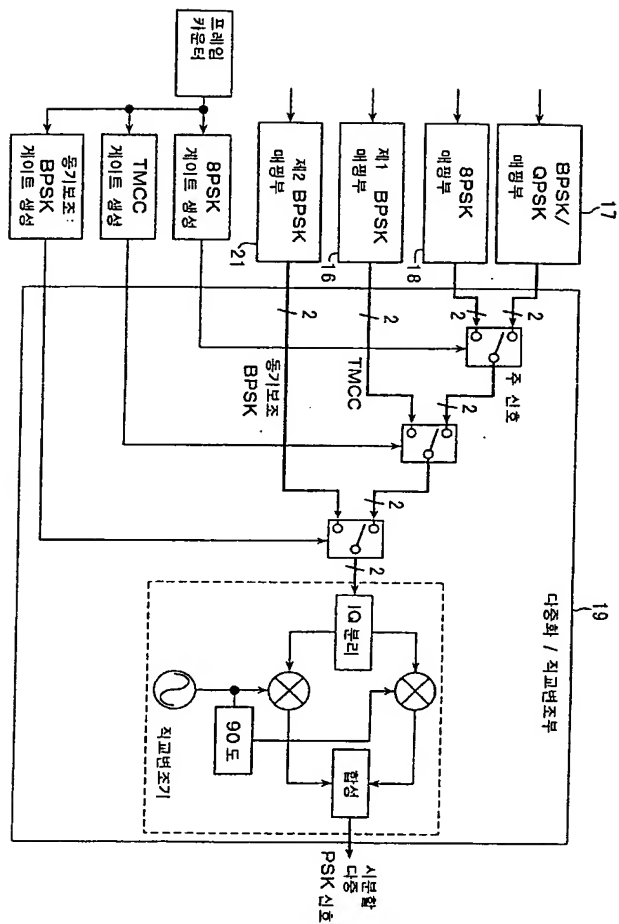 17
BPSK/
QPSK
매핑부
18
8PSK
매핑부
16
제1 BPSK
매핑부
21
제2 BPSK
매핑부
프레임
카운터
8PSK
게이트 생성
TMCC
게이트 생성
동기보조:
BPSK
게이트 생성
2
2
2
2
주 신호
2
TMCC
동기보조
BPSK
2
2
19
다중화 / 직교변조부
IQ 분리
90 도
합성
직교변조기
시분할
다중
PSK 신호